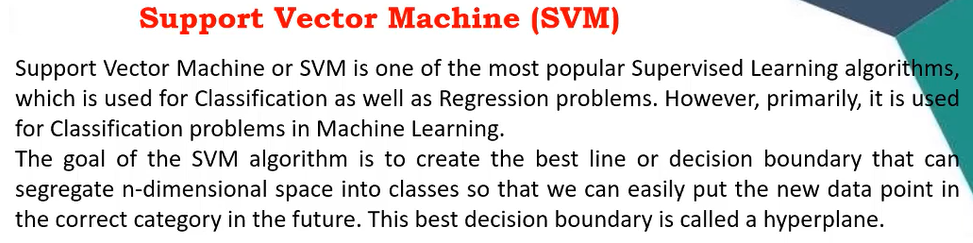 Support Vector Machine (SVM)
Support Vector Machine or SVM is one of the most popular Supervised Learning algorithms,
which is used for Classification as well as Regression problems. However, primarily, it is used
for Classification problems in Machine Learning.
The goal of the SVM algorithm is to create the best line or decision boundary that can
segregate n-dimensional space into classes so that we can easily put the new data point in
the correct category in the future. This best decision boundary is called a hyperplane.